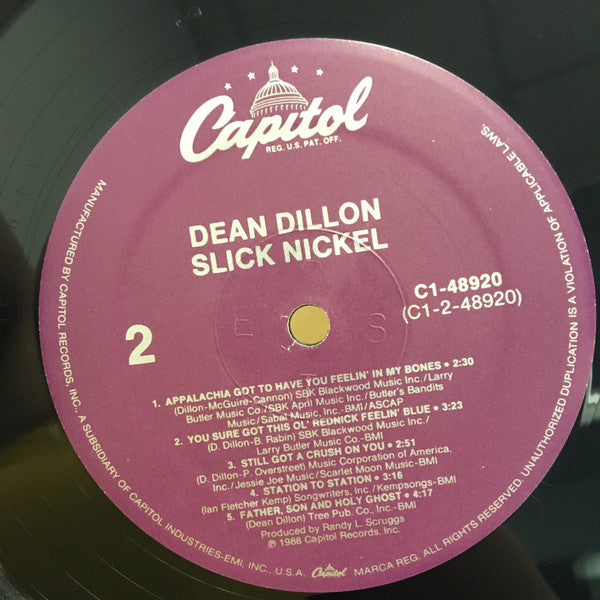 Capitol
REG. U.S. PAT. OFF.
DEAN DILLON
SLICK NICKEL
C1-48920
(C1-2-48920)
2
1. APPALACHIA GOT TO HAVE YOU FEELIN' IN MY BONES • 2:30
(Dillon-McGuire-Cannon) SBK Blackwood Music Inc./Larry
Butler Music Co./SBK April Music Inc./Butler's Bandits
Music/Sabal Music, Inc.-BMI/ASCAP
2. YOU SURE GOT THIS OL' REDNICK FEELIN' BLUE • 3:23
(D. Dillon-B. Rabin) SBK Blackwood Music Inc./
Larry Butler Music Co.-BMI
3. STILL GOT A CRUSH ON YOU • 2:51
(D. Dillon-P. Overstreet) Music Corporation of America.
Inc./Jessie Joe Music/Scarlet Moon Music-BMI
4. STATION TO STATION • 3:16
(Ian Fletcher Kemp) Songwriters, Inc./Kempsongs-BMI
5. FATHER, SON AND HOLY GHOST • 4:17
(Dean Dillon) Tree Pub. Co., Inc.-BMI
Produced by Randy L. Scruggs
℗ 1988 Capitol Records, Inc.
MANUFACTURED BY CAPITOL RECORDS, INC., A SUBSIDIARY OF CAPITOL INDUSTRIES-EMI, INC., U.S.A. Capitol MARCA REG. ALL RIGHTS RESERVED. UNAUTHORIZED DUPLICATION IS A VIOLATION OF APPLICABLE LAWS.